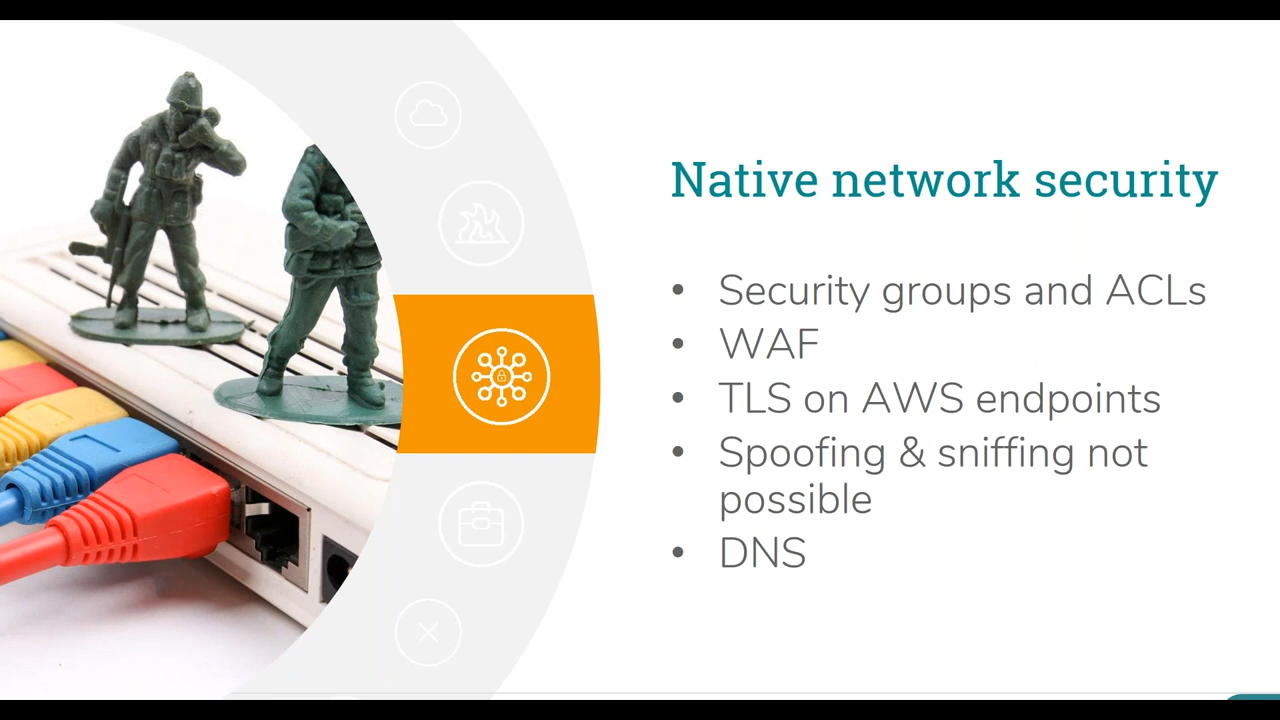 Native network security
• Security groups and ACLs
• WAF
• TLS on AWS endpoints
• Spoofing & sniffing not
possible
• DNS